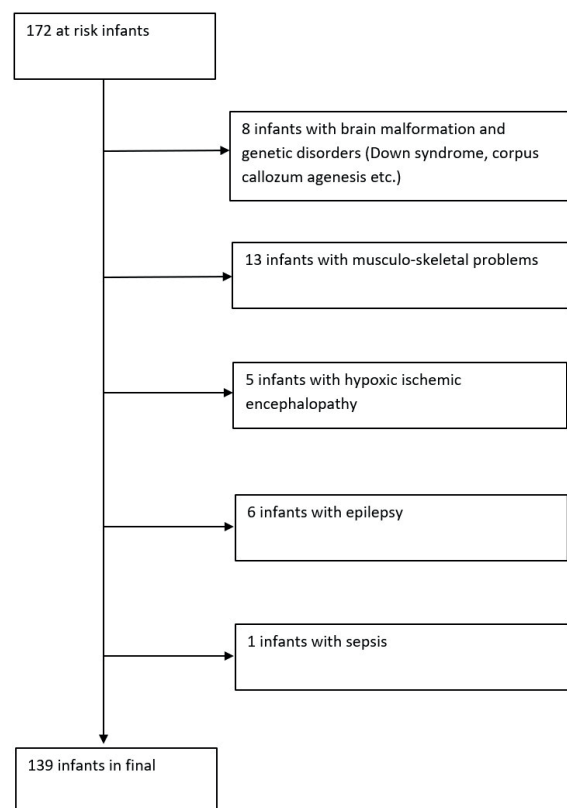 172 at risk infants
8 infants with brain malformation and
genetic disorders (Down syndrome, corpus
callozum agenesis etc.)
13 infants with musculo-skeletal problems
5 infants with hypoxic ischemic
encephalopathy
6 infants with epilepsy
1 infants with sepsis
139 infants in final